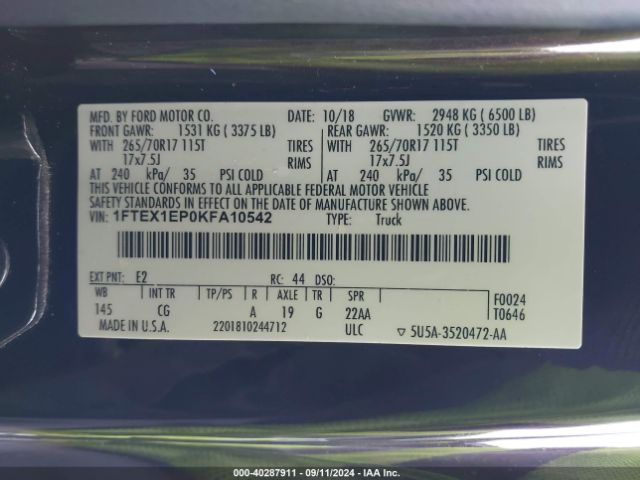 MFD. BY FORD MOTOR CO. 10/18 GVWR: 2948 KG ( 6500 LB)
FRONT GAWR: 1531 KG ( 3375 LB) REAR GAWR: 1520 KG ( 3350 LB)
WITH 265/70R17 115T TIRES WITH 265/70R17 115T TIRES
17x7.5J RIMS 17x7.5J RIMS
AT 240 kPa/ 35 PSI COLD AT 240 kPa/ 35 PSI COLD
THIS VEHICLE CONFORMS TO ALL APPLICABLE FEDERAL MOTOR VEHICLE
SAFETY STANDARDS IN EFFECT ON THE DATE OF MANUFACTURE SHOWN ABOVE.
VIN: 1FTEX1EP0KFA10542 TYPE: Truck
EXT PNT: E2 RC: 44 DSO:
WB INT TR TP/PS R AXLE TR SPR F0024
145 CG A 19 G 22AA T0646
MADE IN U.S.A. 2201810244712 ULC ▽ 5U5A-3520472-AA
000-40287911 - 09/11/2024 - IAA Inc.